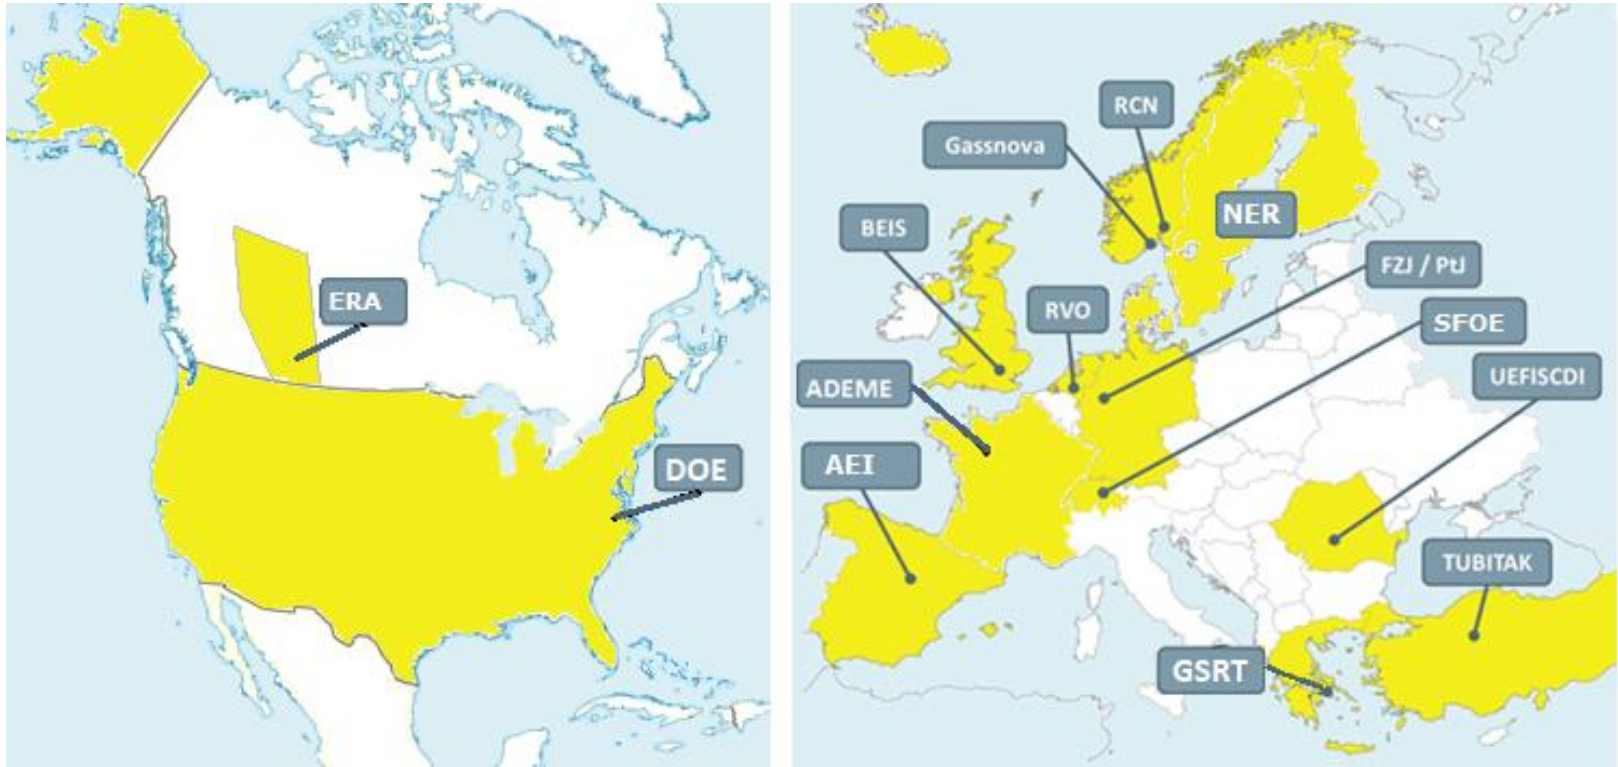 ERA
DOE
RCN
Gassnova
NER
BEIS
FZJ / PtJ
RVO
SFOE
UEFISCDI
ADEME
AEI
TUBITAK
GSRT